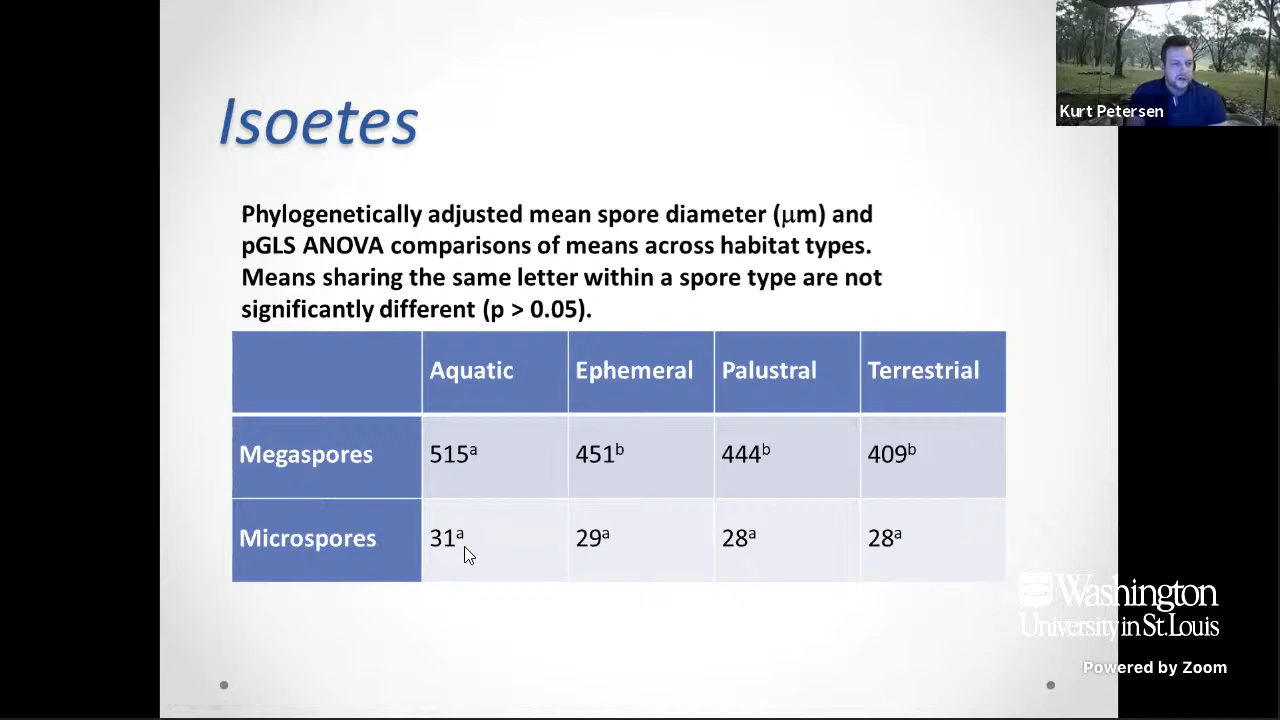 Isoetes
Kurt Petersen
Phylogenetically adjusted mean spore diameter (μm) and
pGLS ANOVA comparisons of means across habitat types.
Means sharing the same letter within a spore type are not
significantly different (p > 0.05).
Aquatic Ephemeral Palustral Terrestrial
Megaspores 515ᵃ 451ᵇ 444ᵇ 409ᵇ
Microspores 31ᵃ 29ᵃ 28ᵃ 28ᵃ
Washington
University in St. Louis
Powered by Zoom